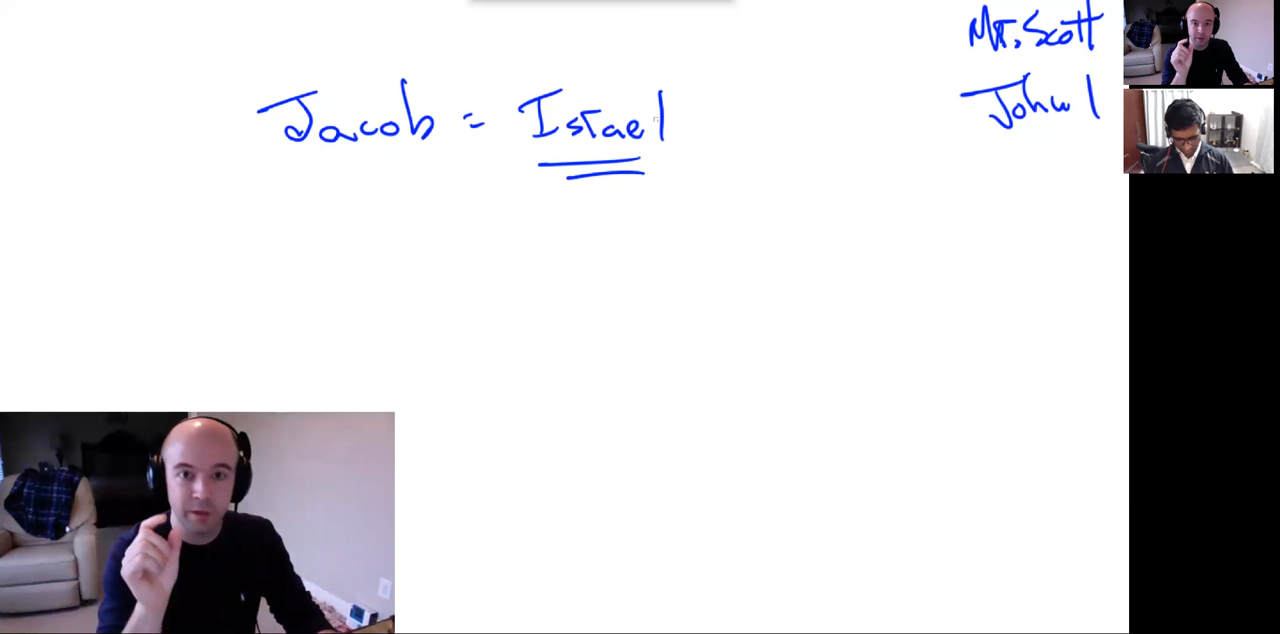 Mr. Scott
John 1
Jacob = Israel